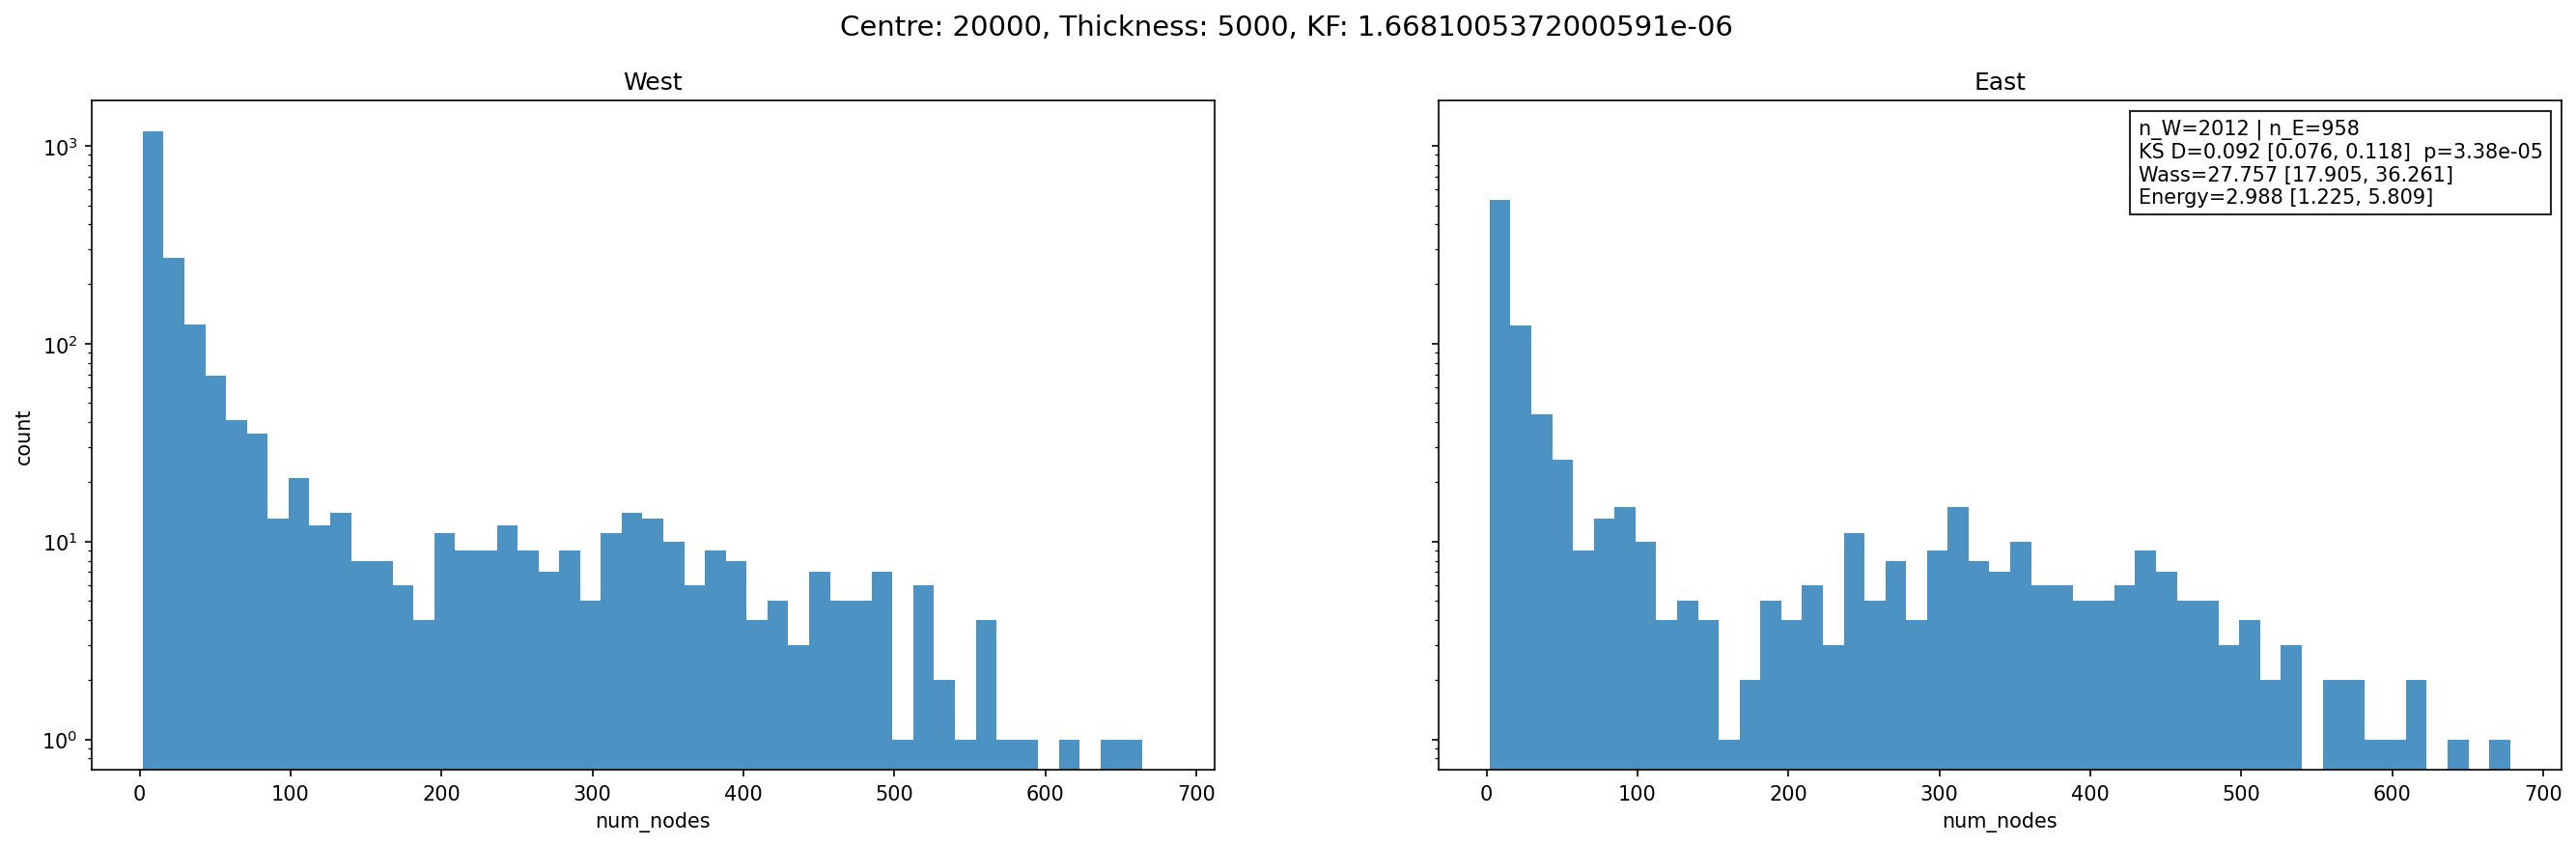 Centre: 20000, Thickness: 5000, KF: 1.6681005372000591e-06
West
10³
10²
10¹
10⁰
count
0 100 200 300 400 500 600 700
num_nodes
East
n_W=2012 | n_E=958
KS D=0.092 [0.076, 0.118] p=3.38e-05
Wass=27.757 [17.905, 36.261]
Energy=2.988 [1.225, 5.809]
0 100 200 300 400 500 600 700
num_nodes